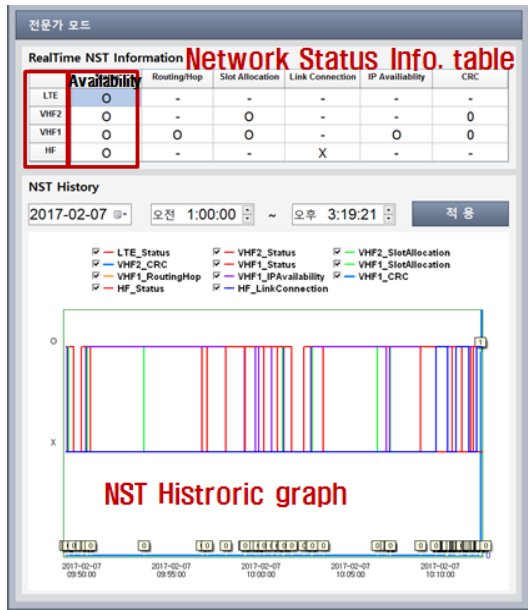 전문가 모드
RealTime NST Information Network Status Info. table
Availability Routing/Hop Slot Allocation Link Connection IP Availiablity CRC
LTE O - - - - -
VHF2 O - O - - 0
VHF1 O O O - O 0
HF O - - X - -
NST History
2017-02-07 오전 1:00:00 ~ 오후 3:19:21 적 용
LTE_Status VHF2_Status VHF2_SlotAllocation
VHF2_CRC VHF1_Status VHF1_SlotAllocation
VHF1_RoutingHop VHF1_IPAvailability VHF1_CRC
HF_Status HF_LinkConnection
O
1
X
NST Histroric graph
2017-02-07 2017-02-07 2017-02-07 2017-02-07 2017-02-07
09:50:00 09:55:00 10:00:00 10:05:00 10:10:00